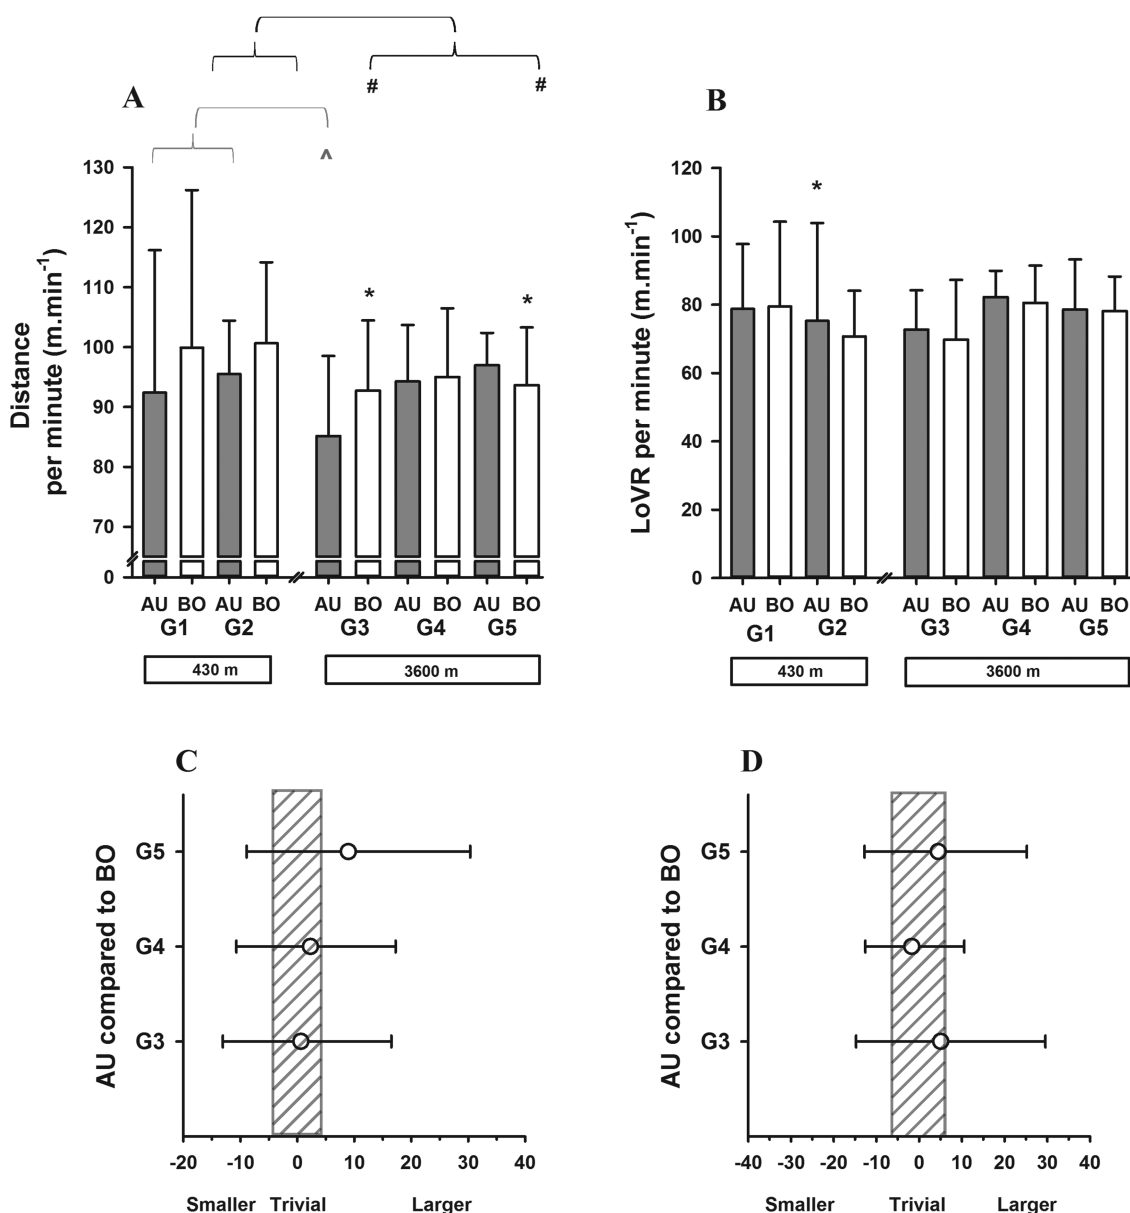 # #
A B
^
130
120
110
100
90
80
70
0
Distance
per minute (m.min-1)
* *
AU BO AU BO AU BO AU BO AU BO
G1 G2 G3 G4 G5
430 m 3600 m
120
100
80
60
40
20
0
LoVR per minute (m.min-1)
*
AU BO AU BO AU BO AU BO AU BO
G1 G2 G3 G4 G5
430 m 3600 m
C
AU compared to BO
G5
G4
G3
-20 -10 0 10 20 30 40
Smaller Trivial Larger
D
AU compared to BO
G5
G4
G3
-40 -30 -20 -10 0 10 20 30 40
Smaller Trivial Larger